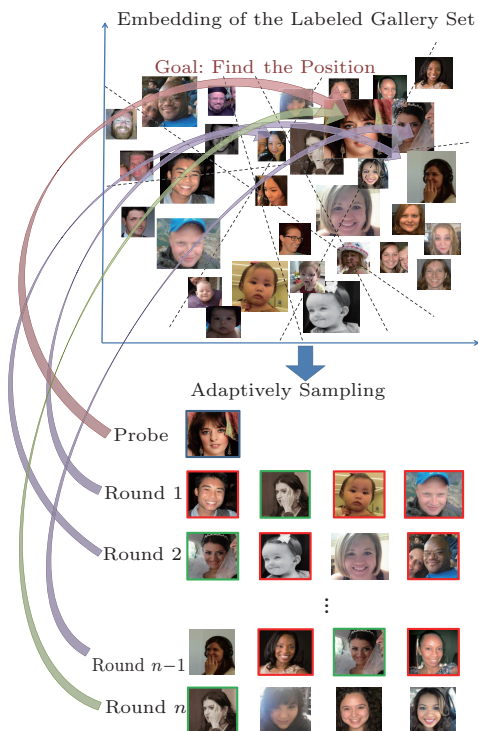 Embedding of the Labeled Gallery Set
Goal: Find the Position
Adaptively Sampling
Probe
Round 1
Round 2
⋮
Round n−1
Round n